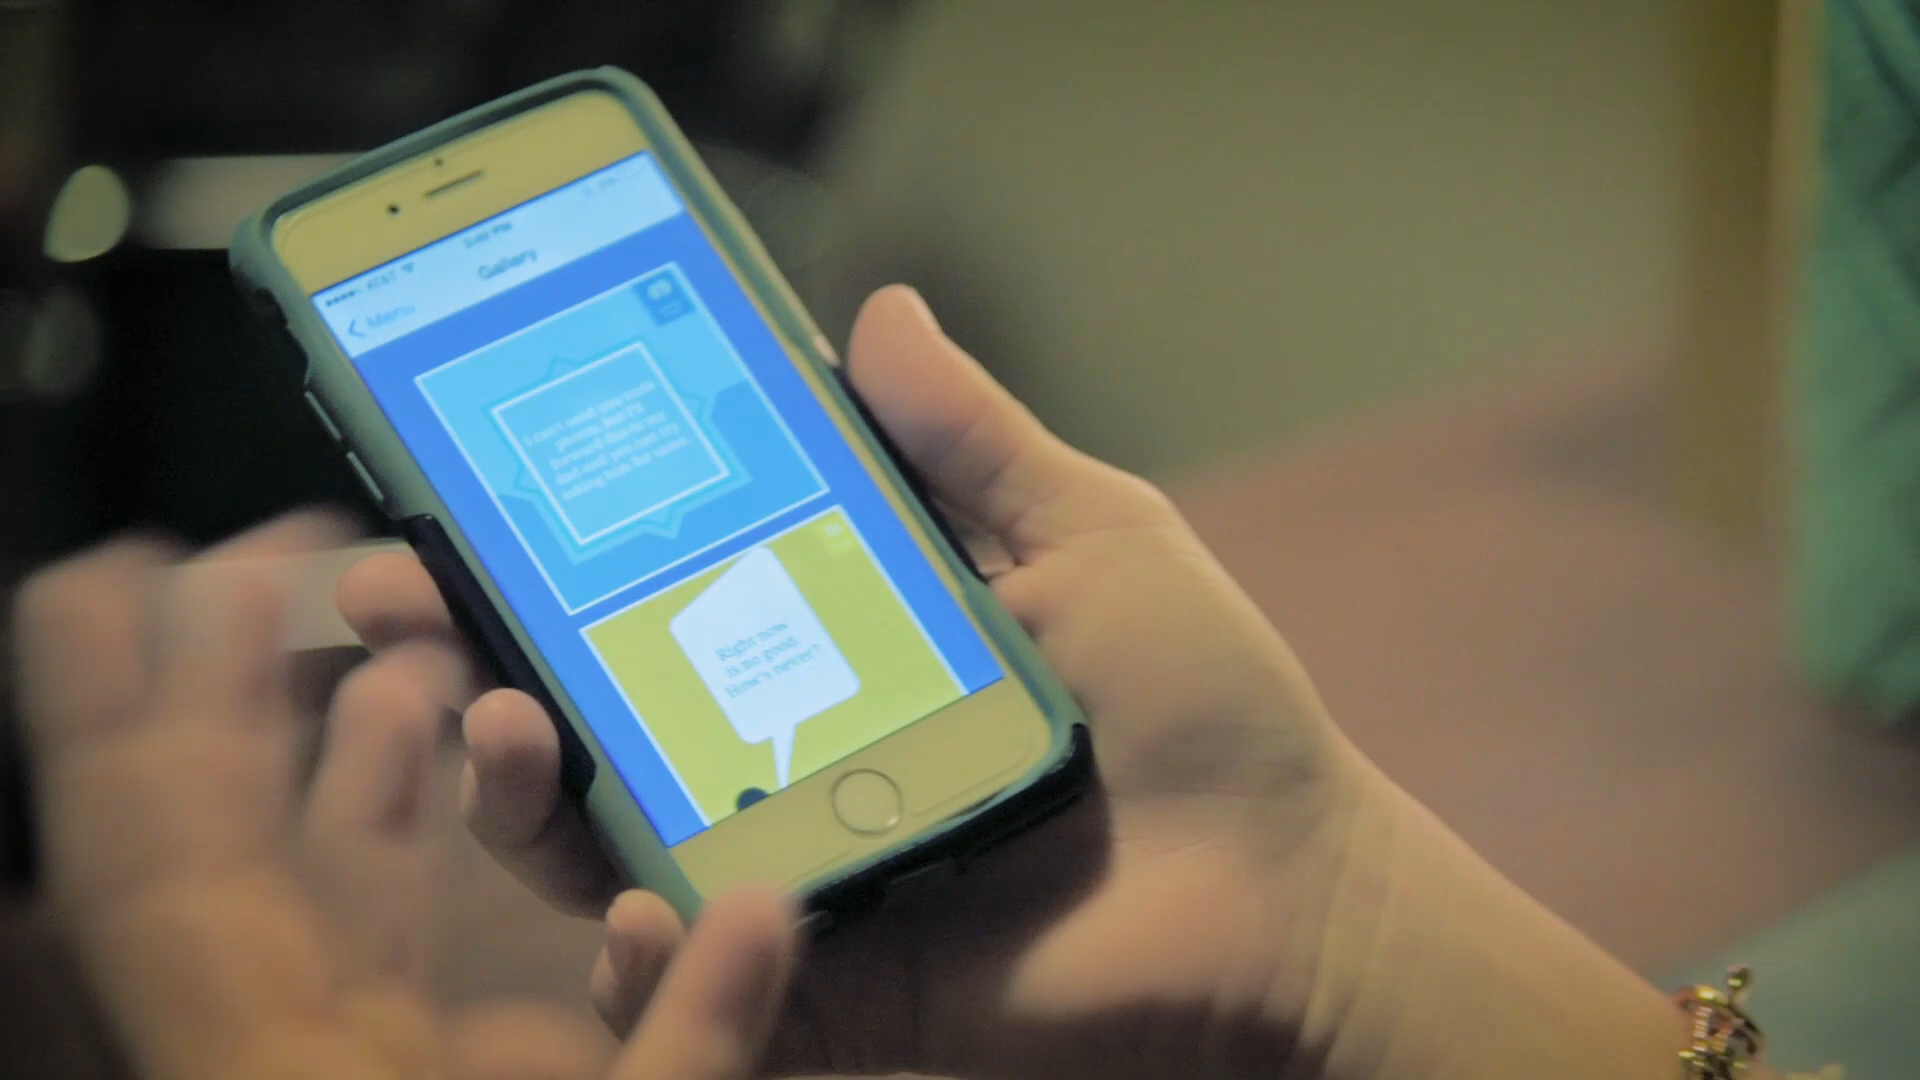 AT&T
Gallery
Menu
I can't send you nude
photos, but I'll
forward this to my
dad and you can try
asking him for some.
Right now
is no good.
How's never?